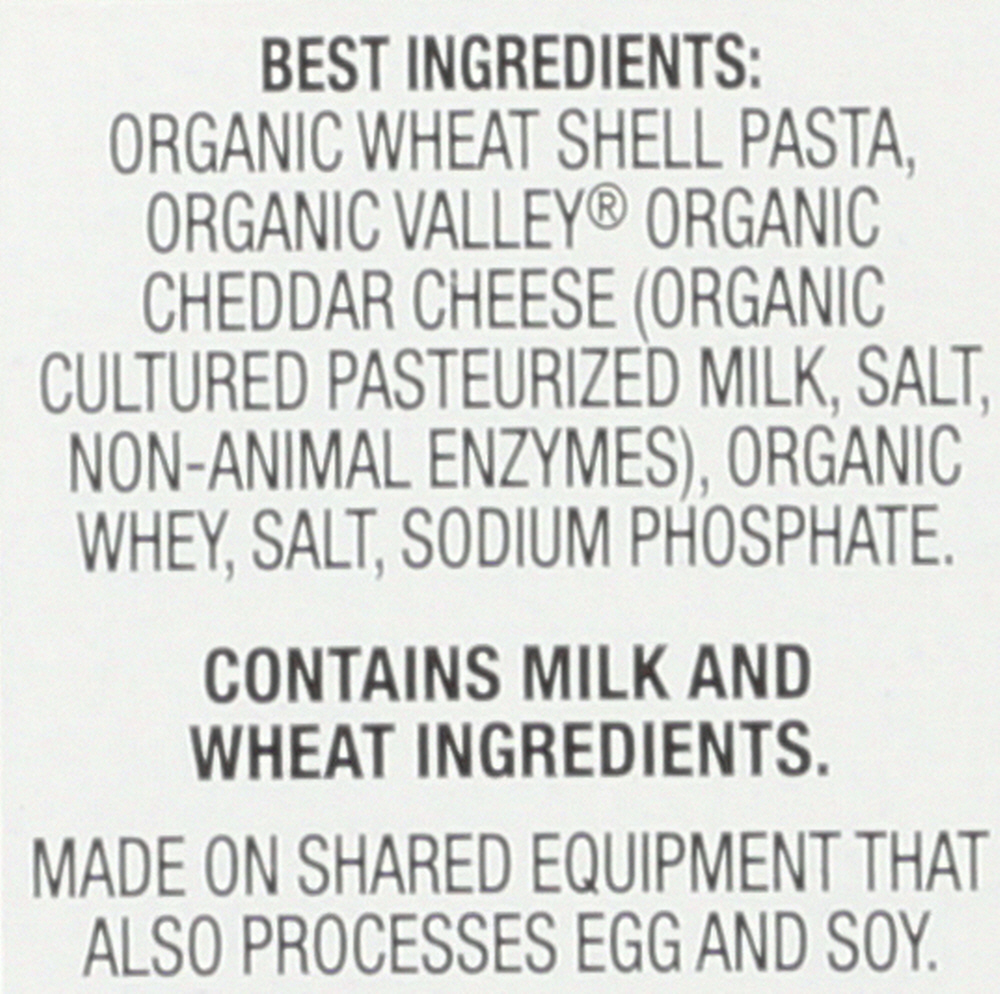 BEST INGREDIENTS:
ORGANIC WHEAT SHELL PASTA,
ORGANIC VALLEY® ORGANIC
CHEDDAR CHEESE (ORGANIC
CULTURED PASTEURIZED MILK, SALT,
NON-ANIMAL ENZYMES), ORGANIC
WHEY, SALT, SODIUM PHOSPHATE.
CONTAINS MILK AND
WHEAT INGREDIENTS.
MADE ON SHARED EQUIPMENT THAT
ALSO PROCESSES EGG AND SOY.